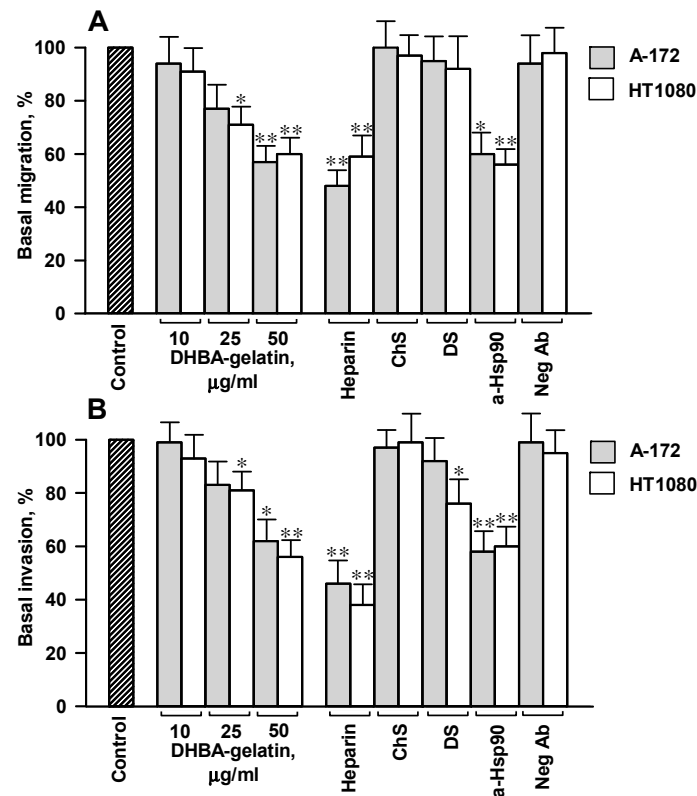 A
Basal migration, %
100
80
60
40
20
0
A-172
HT1080
*
**
**
**
**
*
**
Control
10
25
50
DHBA-gelatin,
μg/ml
Heparin
ChS
DS
a-Hsp90
Neg Ab
B
Basal invasion, %
100
80
60
40
20
0
A-172
HT1080
*
*
**
**
**
*
**
**
Control
10
25
50
DHBA-gelatin,
μg/ml
Heparin
ChS
DS
a-Hsp90
Neg Ab